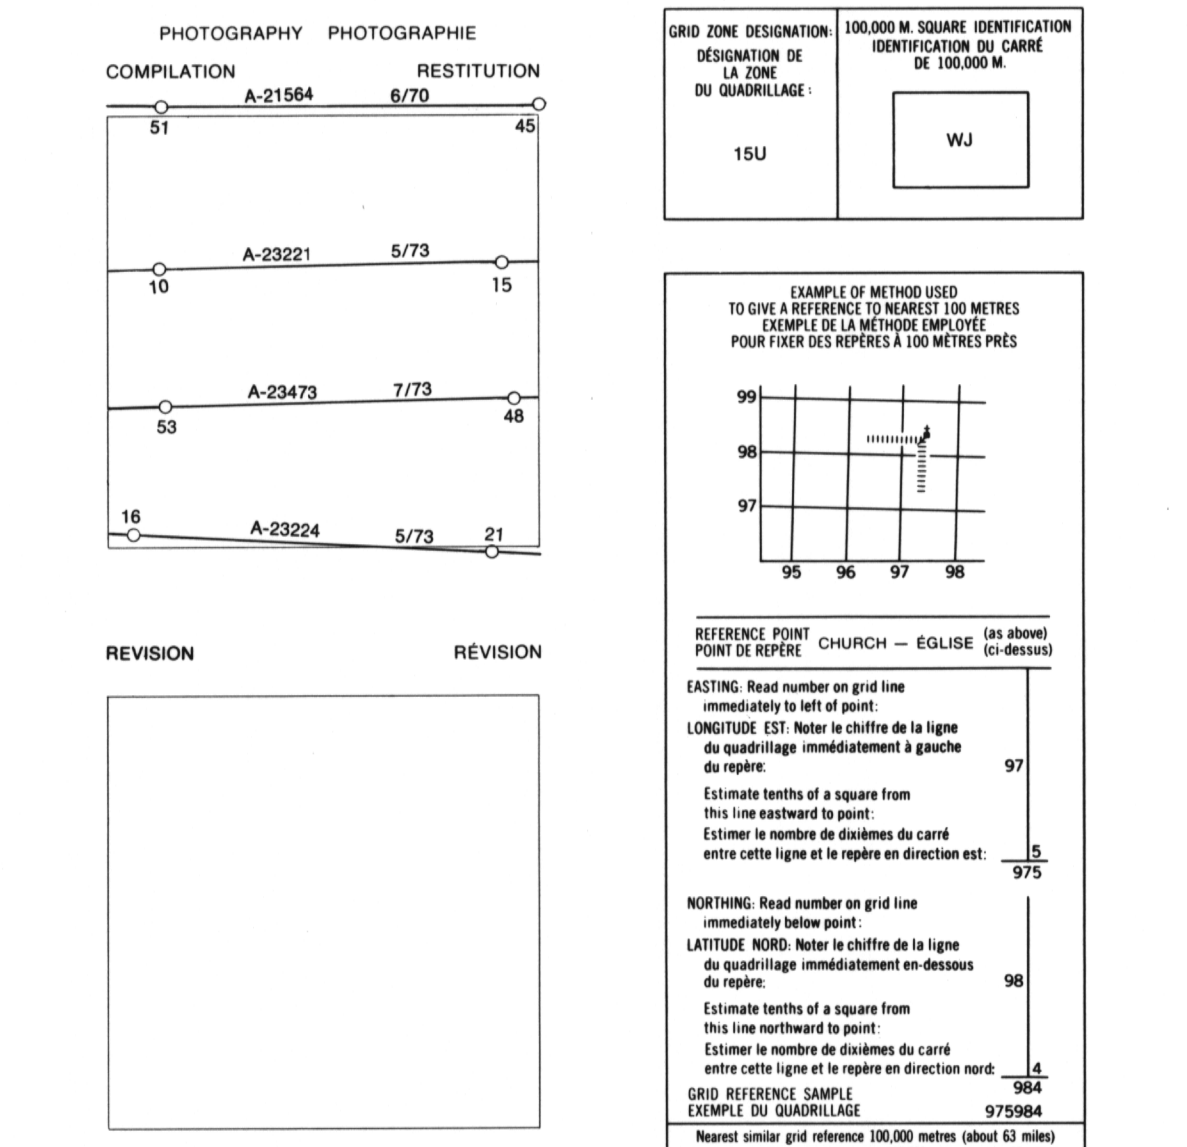 PHOTOGRAPHY PHOTOGRAPHIE
COMPILATION RESTITUTION
A-21564 6/70
51 45
A-23221 5/73
10 15
A-23473 7/73
53 48
16 A-23224 5/73 21
REVISION RÉVISION
GRID ZONE DESIGNATION:
DÉSIGNATION DE
LA ZONE
DU QUADRILLAGE:
15U
100,000 M. SQUARE IDENTIFICATION
IDENTIFICATION DU CARRÉ
DE 100,000 M.
WJ
EXAMPLE OF METHOD USED
TO GIVE A REFERENCE TO NEAREST 100 METRES
EXEMPLE DE LA MÉTHODE EMPLOYÉE
POUR FIXER DES REPÈRES À 100 MÈTRES PRÈS
99
98
97
95 96 97 98
REFERENCE POINT
POINT DE REPÈRE
CHURCH — ÉGLISE
(as above)
(ci-dessus)
EASTING: Read number on grid line
immediately to left of point:
LONGITUDE EST: Noter le chiffre de la ligne
du quadrillage immédiatement à gauche
du repère: 97
Estimate tenths of a square from
this line eastward to point:
Estimer le nombre de dixièmes du carré
entre cette ligne et le repère en direction est: 5
975
NORTHING: Read number on grid line
immediately below point:
LATITUDE NORD: Noter le chiffre de la ligne
du quadrillage immédiatement en-dessous
du repère: 98
Estimate tenths of a square from
this line northward to point:
Estimer le nombre de dixièmes du carré
entre cette ligne et le repère en direction nord: 4
984
GRID REFERENCE SAMPLE
EXEMPLE DU QUADRILLAGE 975984
Nearest similar grid reference 100,000 metres (about 63 miles)